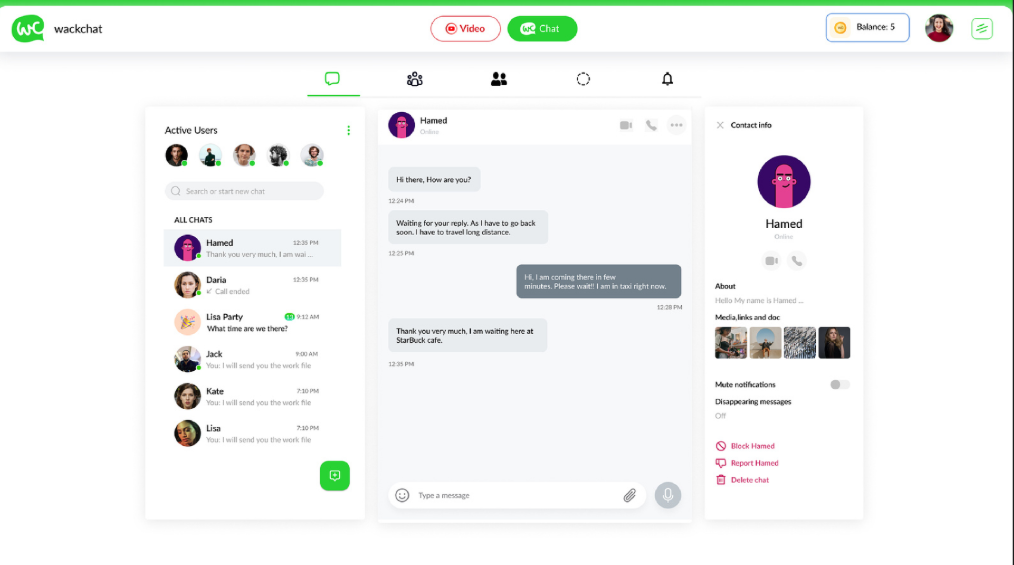 wc wackchat
Video
wc Chat
Balance: 5
Active Users
Search or start new chat
ALL CHATS
Hamed 12:35 PM
Thank you very much, I am wai ...
Daria 12:35 PM
Call ended
Lisa Party 13 9:12 AM
What time are we there?
Jack 9:00 AM
You: I will send you the work file
Kate 7:10 PM
You: I will send you the work file
Lisa 7:10 PM
You: I will send you the work file
Hamed
Online
Hi there, How are you?
12:24 PM
Waiting for your reply. As I have to go back
soon. I have to travel long distance.
12:25 PM
Hi, I am coming there in few
minutes. Please wait!! I am in taxi right now.
12:28 PM
Thank you very much, I am waiting here at
StarBuck cafe.
12:35 PM
Type a message
Contact info
Hamed
Online
About
Hello My name is Hamed ...
Media,links and doc
Mute notifications
Disappearing messages
Off
Block Hamed
Report Hamed
Delete chat